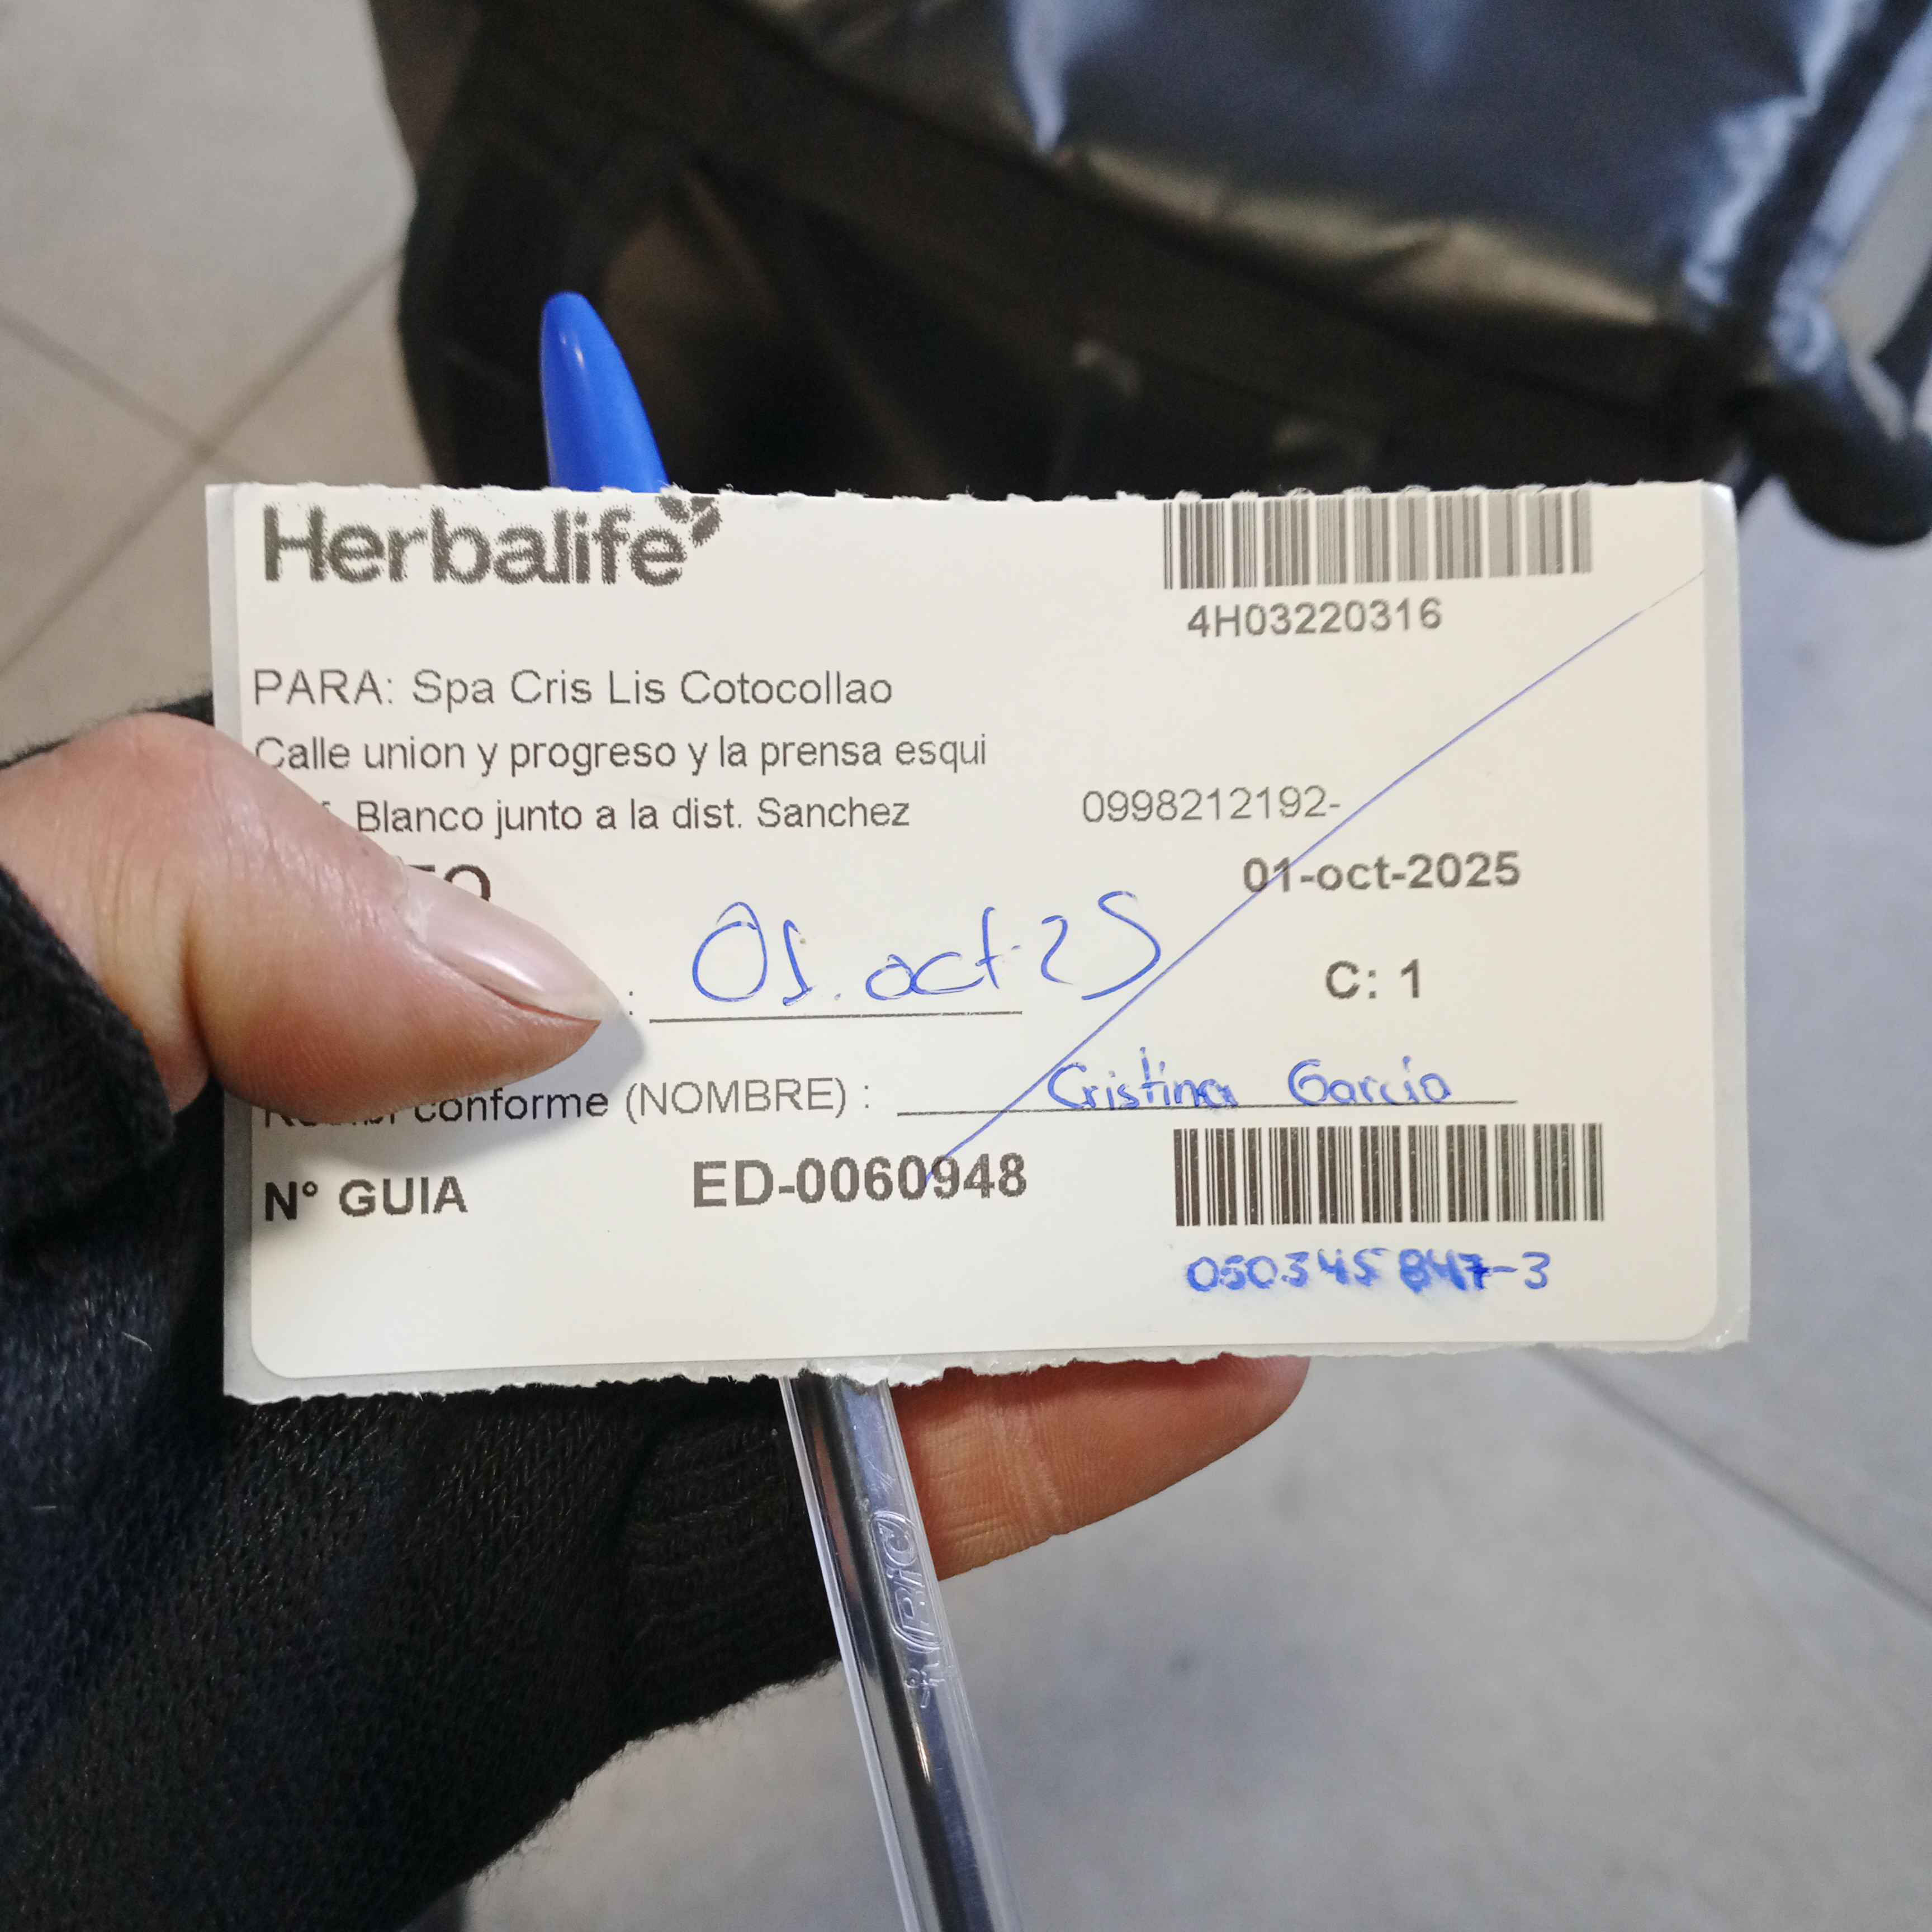 Herbalife
4H03220316
PARA: Spa Cris Lis Cotocollao
Calle union y progreso y la prensa esqui
Blanco junto a la dist. Sanchez 0998212192-
01-oct-2025
: 01.oct 25
C: 1
conforme (NOMBRE) : Cristina García
N° GUIA ED-0060948
050345847-3
BIC